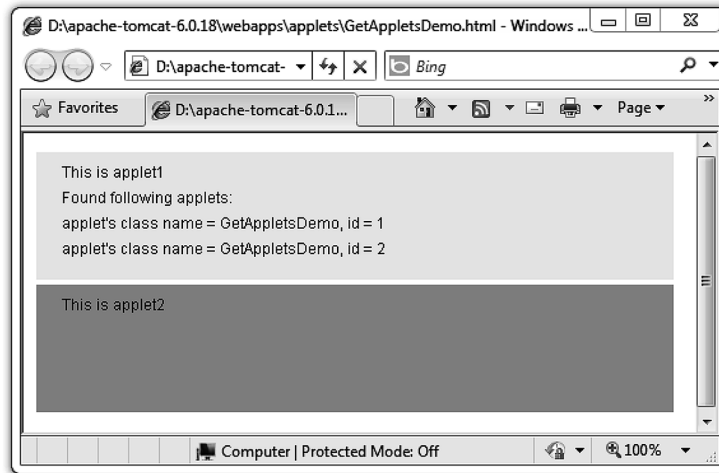 D:\apache-tomcat-6.0.18\webapps\applets\GetAppletsDemo.html - Windows ...
D:\apache-tomcat-
Bing
Favorites
D:\apache-tomcat-6.0.1...
Page
This is applet1
Found following applets:
applet's class name = GetAppletsDemo, id = 1
applet's class name = GetAppletsDemo, id = 2
This is applet2
Computer | Protected Mode: Off
100%